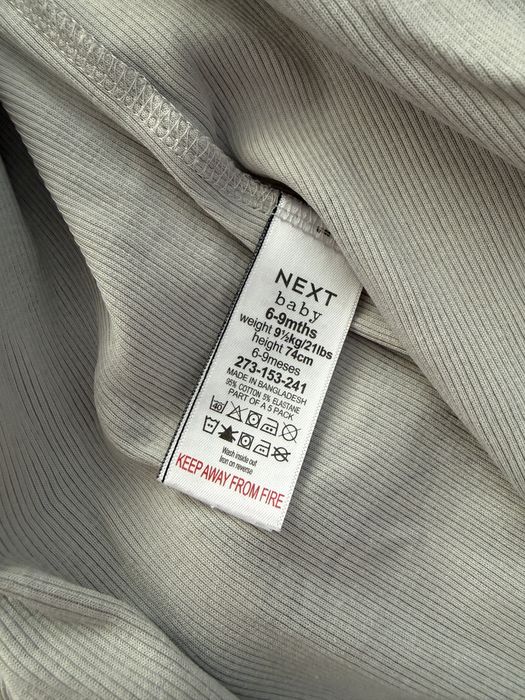 NEXT
baby
6-9mths
weight 9½kg/21lbs
height 74cm
6-9meses
273-153-241
MADE IN BANGLADESH
95% COTTON 5% ELASTANE
PART OF A 5 PACK
40
Wash inside out
Iron on reverse
KEEP AWAY FROM FIRE